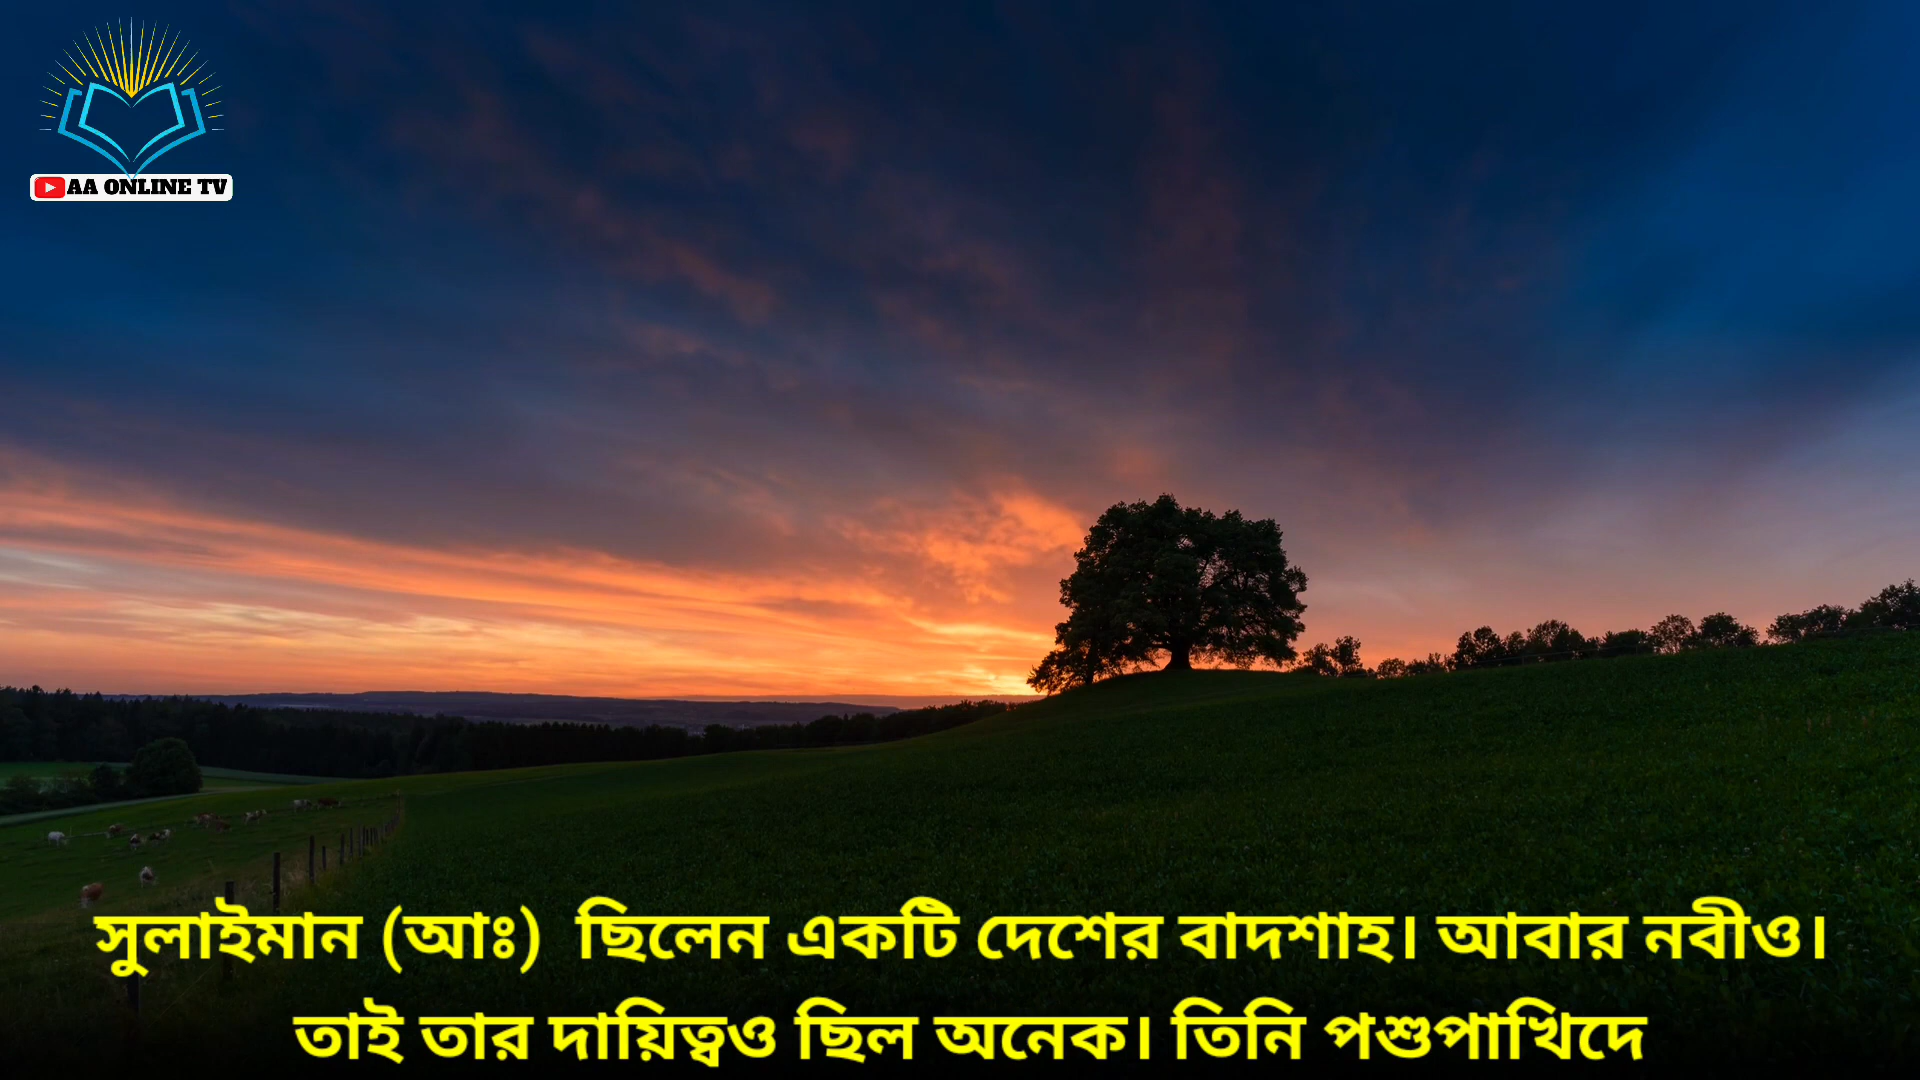 AA ONLINE TV
সুলাইমান (আঃ) ছিলেন একটি দেশের বাদশাহ। আবার নবীও।
তাই তার দায়িত্বও ছিল অনেক। তিনি পশুপাখিদে